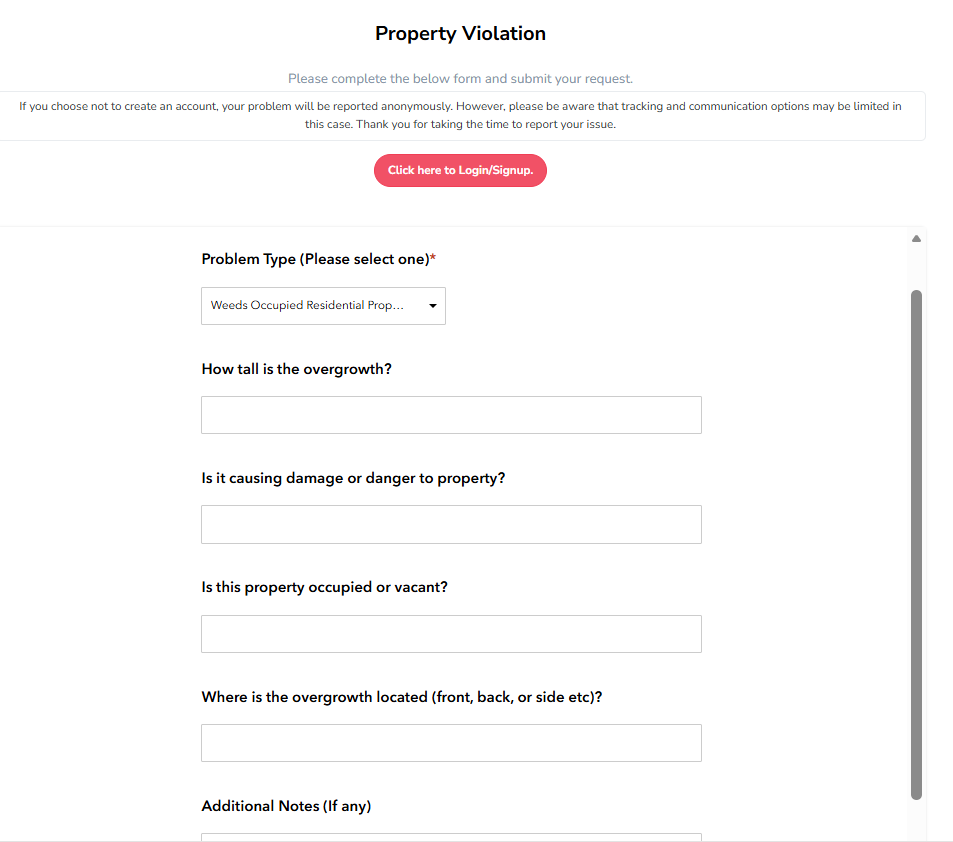 Property Violation
Please complete the below form and submit your request.
If you choose not to create an account, your problem will be reported anonymously. However, please be aware that tracking and communication options may be limited in
this case. Thank you for taking the time to report your issue.
Click here to Login/Signup.
Problem Type (Please select one)*
Weeds Occupied Residential Prop...
How tall is the overgrowth?
Is it causing damage or danger to property?
Is this property occupied or vacant?
Where is the overgrowth located (front, back, or side etc)?
Additional Notes (If any)